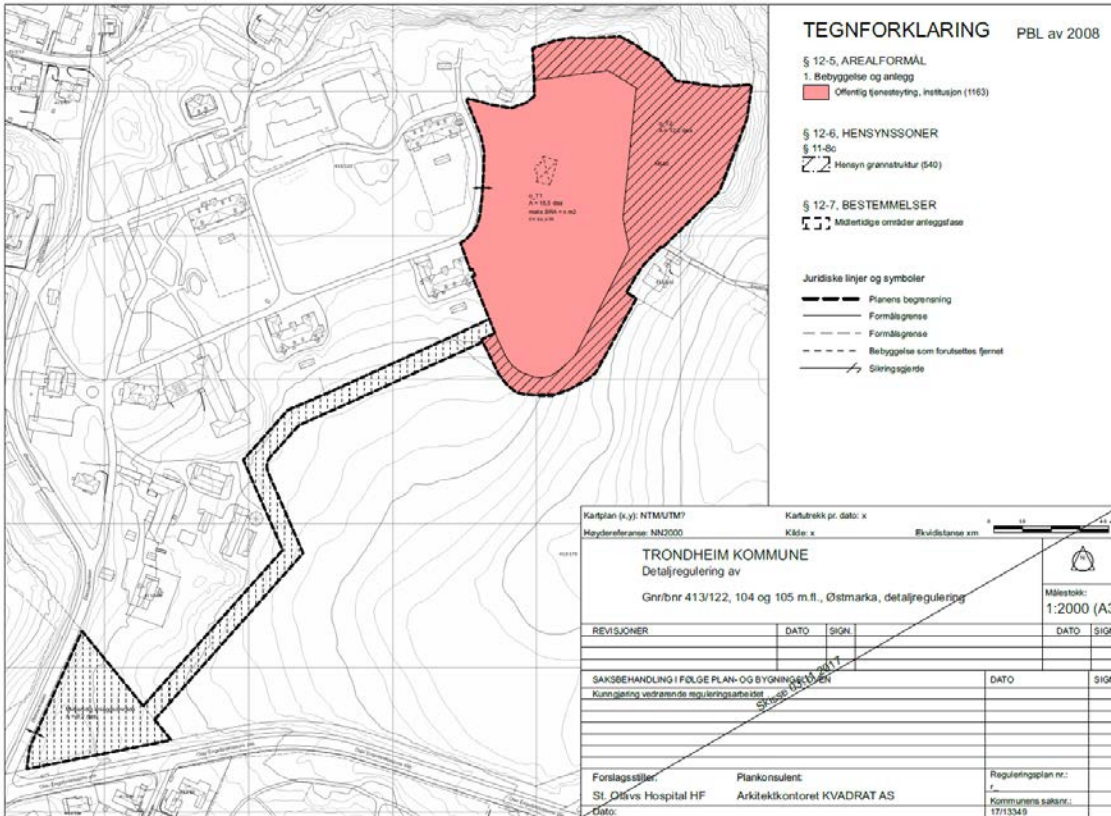 TEGNFORKLARING PBL av 2008
§ 12-5, AREALFORMÅL
1. Bebyggelse og anlegg
Offentlig tjenesteyting, institusjon (1163)
§ 12-6, HENSYNSSONER
§ 11-8c
Hensyn grønnstruktur (540)
§ 12-7, BESTEMMELSER
Midlertidige områder anleggsfase
Juridiske linjer og symboler
Planens begrensning
Formålsgrense
Formålsgrense
Bebyggelse som forutsettes fjernet
Sikringsgjerde
Kartplan (x,y): NTM/UTM? Kartutrekk pr. dato: x
Høydereferanse: NN2000 Kilde: x Ekvidistanse xm
TRONDHEIM KOMMUNE
Detaljregulering av
Gnr/bnr 413/122, 104 og 105 m.fl., Østmarka, detaljregulering
Målestokk:
1:2000 (A3
REVISJONER DATO SIGN. DATO SIGN
SAKSBEHANDLING I FØLGE PLAN- OG DATO SIGN
Kunngjøring vedrørende reguleringsarbeidet
Forslagsstiller: Plankonsulent: Reguleringsplan nr.:
r_
St. Olavs Hospital HF Arkitektkontoret KVADRAT AS
Kommunens saksnr.:
Dato: 17/13349